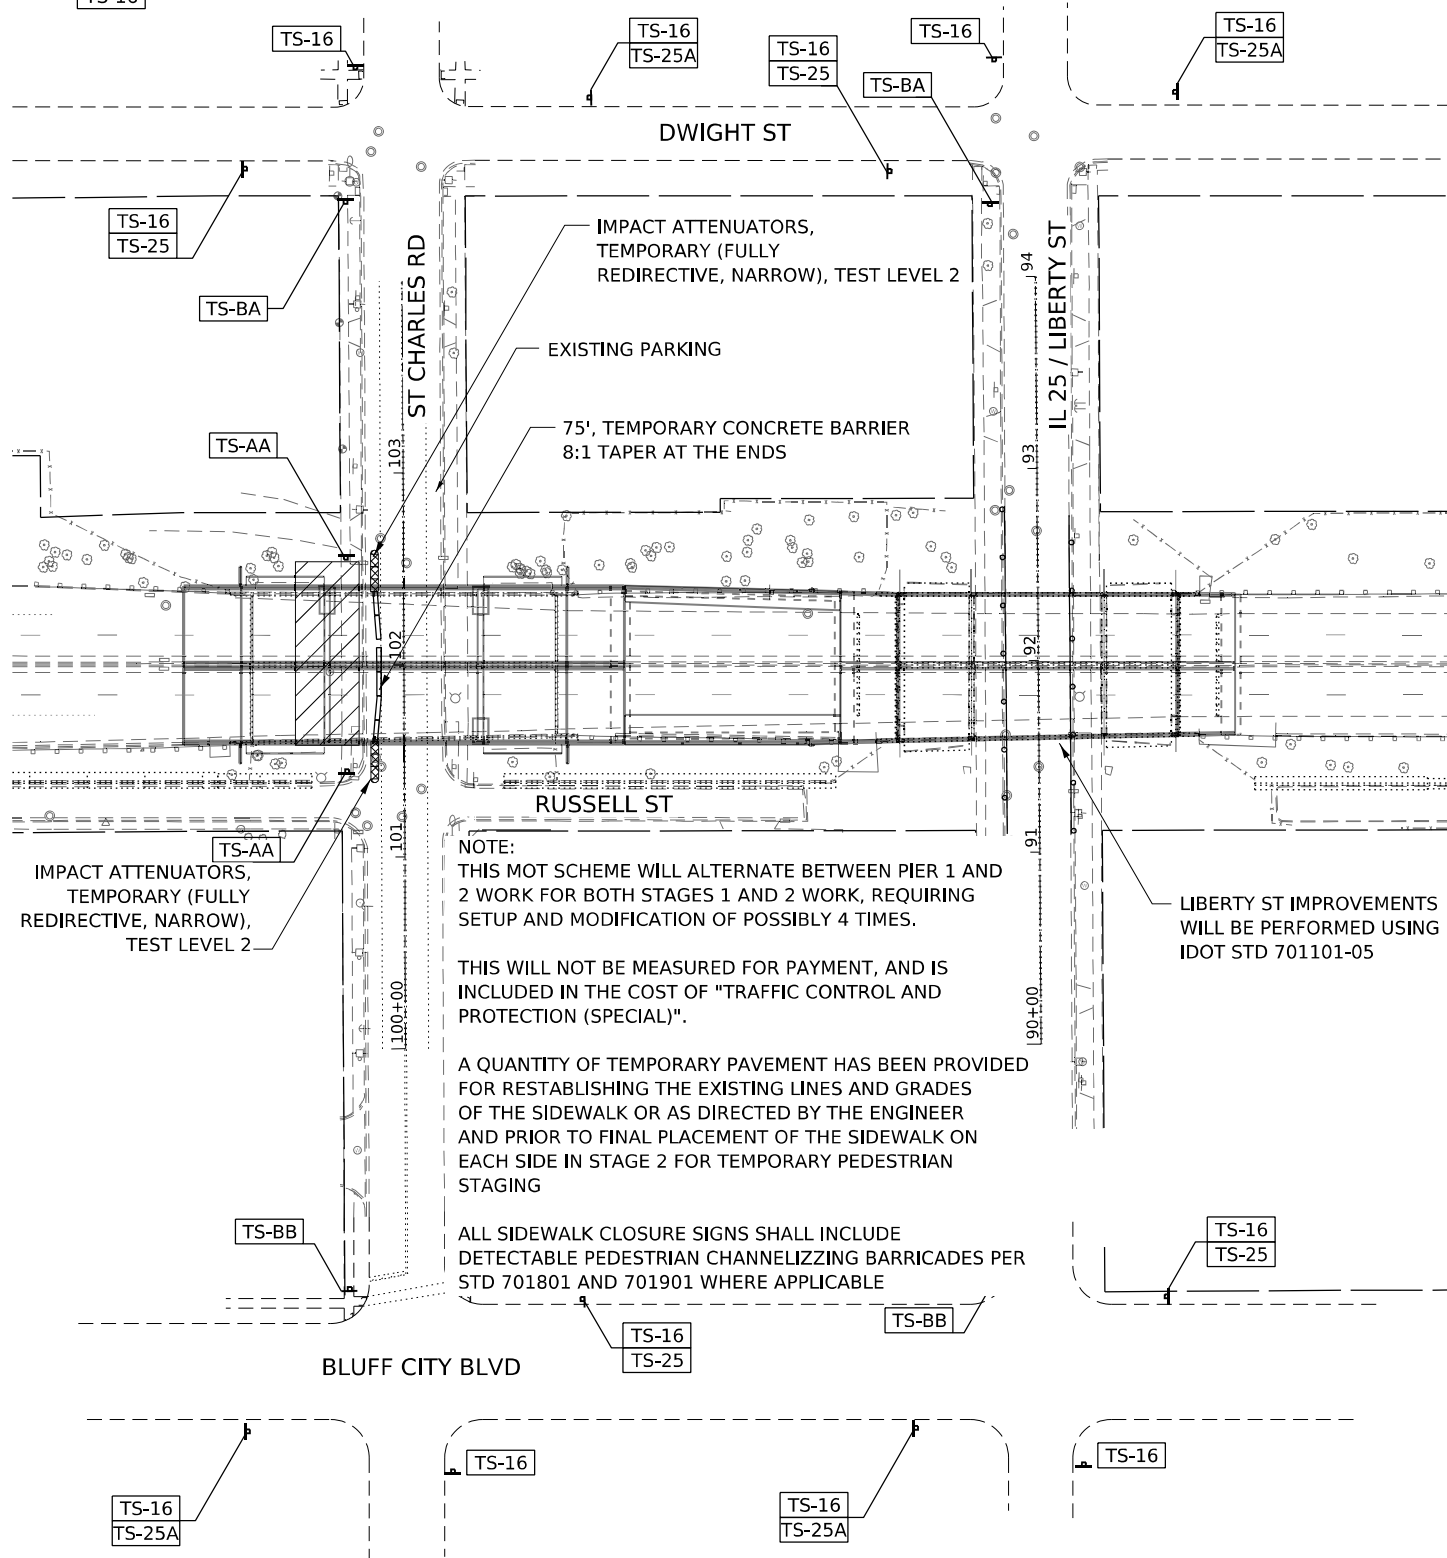 TS-16
TS-16
TS-16
TS-25A
TS-16
TS-25
TS-16
TS-16
TS-25A
TS-BA
DWIGHT ST
TS-16
TS-25
TS-BA
IMPACT ATTENUATORS,
TEMPORARY (FULLY
REDIRECTIVE, NARROW), TEST LEVEL 2
ST CHARLES RD
IL 25 / LIBERTY ST
94
EXISTING PARKING
75', TEMPORARY CONCRETE BARRIER
8:1 TAPER AT THE ENDS
TS-AA
103
93
102
92
RUSSELL ST
101
91
TS-AA
IMPACT ATTENUATORS,
TEMPORARY (FULLY
REDIRECTIVE, NARROW),
TEST LEVEL 2
NOTE:
THIS MOT SCHEME WILL ALTERNATE BETWEEN PIER 1 AND
2 WORK FOR BOTH STAGES 1 AND 2 WORK, REQUIRING
SETUP AND MODIFICATION OF POSSIBLY 4 TIMES.
THIS WILL NOT BE MEASURED FOR PAYMENT, AND IS
INCLUDED IN THE COST OF "TRAFFIC CONTROL AND
PROTECTION (SPECIAL)".
A QUANTITY OF TEMPORARY PAVEMENT HAS BEEN PROVIDED
FOR RESTABLISHING THE EXISTING LINES AND GRADES
OF THE SIDEWALK OR AS DIRECTED BY THE ENGINEER
AND PRIOR TO FINAL PLACEMENT OF THE SIDEWALK ON
EACH SIDE IN STAGE 2 FOR TEMPORARY PEDESTRIAN
STAGING
ALL SIDEWALK CLOSURE SIGNS SHALL INCLUDE
DETECTABLE PEDESTRIAN CHANNELIZZING BARRICADES PER
STD 701801 AND 701901 WHERE APPLICABLE
LIBERTY ST IMPROVEMENTS
WILL BE PERFORMED USING
IDOT STD 701101-05
100+00
90+00
TS-BB
TS-16
TS-25
TS-BB
TS-16
TS-25
BLUFF CITY BLVD
TS-16
TS-16
TS-16
TS-25A
TS-16
TS-25A